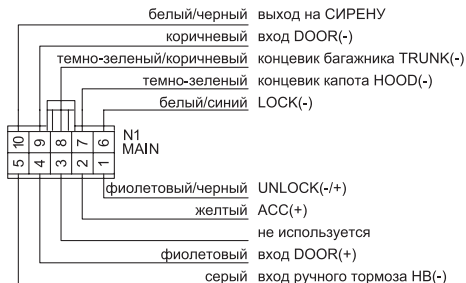 белый/черный выход на СИРЕНУ
коричневый вход DOOR(-)
темно-зеленый/коричневый концевик багажника TRUNK(-)
темно-зеленый концевик капота HOOD(-)
белый/синий LOCK(-)
10 9 8 7 6 N1
5 4 3 2 1 MAIN
фиолетовый/черный UNLOCK(-/+)
желтый ACC(+)
не используется
фиолетовый вход DOOR(+)
серый вход ручного тормоза HB(-)